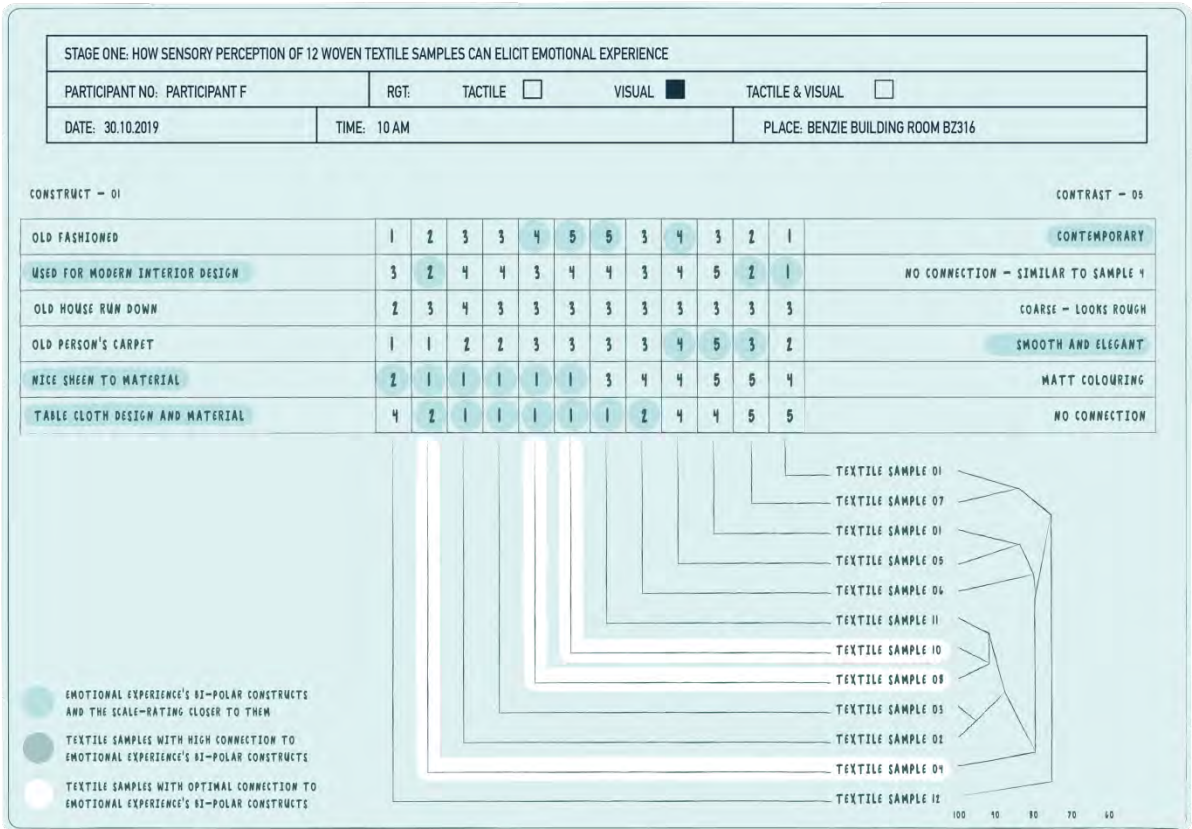 STAGE ONE: HOW SENSORY PERCEPTION OF 12 WOVEN TEXTILE SAMPLES CAN ELICIT EMOTIONAL EXPERIENCE
PARTICIPANT NO: PARTICIPANT F RGT: TACTILE VISUAL TACTILE & VISUAL
DATE: 30.10.2019 TIME: 10 AM PLACE: BENZIE BUILDING ROOM BZ316
CONSTRUCT – 01 CONTRAST – 05
OLD FASHIONED 1 2 3 3 4 5 5 3 4 3 2 1 CONTEMPORARY
USED FOR MODERN INTERIOR DESIGN 3 2 4 4 3 4 4 3 4 5 2 1 NO CONNECTION – SIMILAR TO SAMPLE 4
OLD HOUSE RUN DOWN 2 3 4 3 3 3 3 3 3 3 3 3 COARSE – LOOKS ROUGH
OLD PERSON'S CARPET 1 1 2 2 3 3 3 3 4 5 3 2 SMOOTH AND ELEGANT
NICE SHEEN TO MATERIAL 2 1 1 1 1 1 3 4 4 5 5 4 MATT COLOURING
TABLE CLOTH DESIGN AND MATERIAL 4 2 1 1 1 1 1 2 4 4 5 5 NO CONNECTION
TEXTILE SAMPLE 01
TEXTILE SAMPLE 07
TEXTILE SAMPLE 01
TEXTILE SAMPLE 05
TEXTILE SAMPLE 06
TEXTILE SAMPLE 11
TEXTILE SAMPLE 10
TEXTILE SAMPLE 08
TEXTILE SAMPLE 03
TEXTILE SAMPLE 02
TEXTILE SAMPLE 04
TEXTILE SAMPLE 12
100 90 80 70 60
EMOTIONAL EXPERIENCE'S BI-POLAR CONSTRUCTS
AND THE SCALE-RATING CLOSER TO THEM
TEXTILE SAMPLES WITH HIGH CONNECTION TO
EMOTIONAL EXPERIENCE'S BI-POLAR CONSTRUCTS
TEXTILE SAMPLES WITH OPTIMAL CONNECTION TO
EMOTIONAL EXPERIENCE'S BI-POLAR CONSTRUCTS